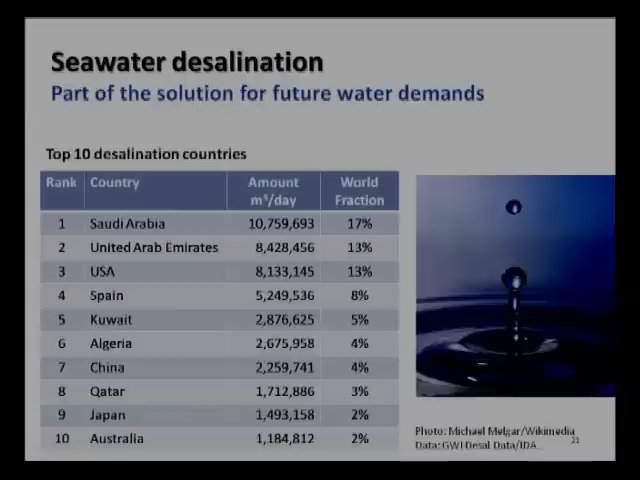 Seawater desalination
Part of the solution for future water demands
Top 10 desalination countries
Rank Country Amount m³/day World Fraction
1 Saudi Arabia 10,759,693 17%
2 United Arab Emirates 8,428,456 13%
3 USA 8,133,145 13%
4 Spain 5,249,536 8%
5 Kuwait 2,876,625 5%
6 Algeria 2,675,958 4%
7 China 2,259,741 4%
8 Qatar 1,712,886 3%
9 Japan 1,493,158 2%
10 Australia 1,184,812 2%
Photo: Michael Melgar/Wikimedia
Data: GWI Desal Data/IDA
21